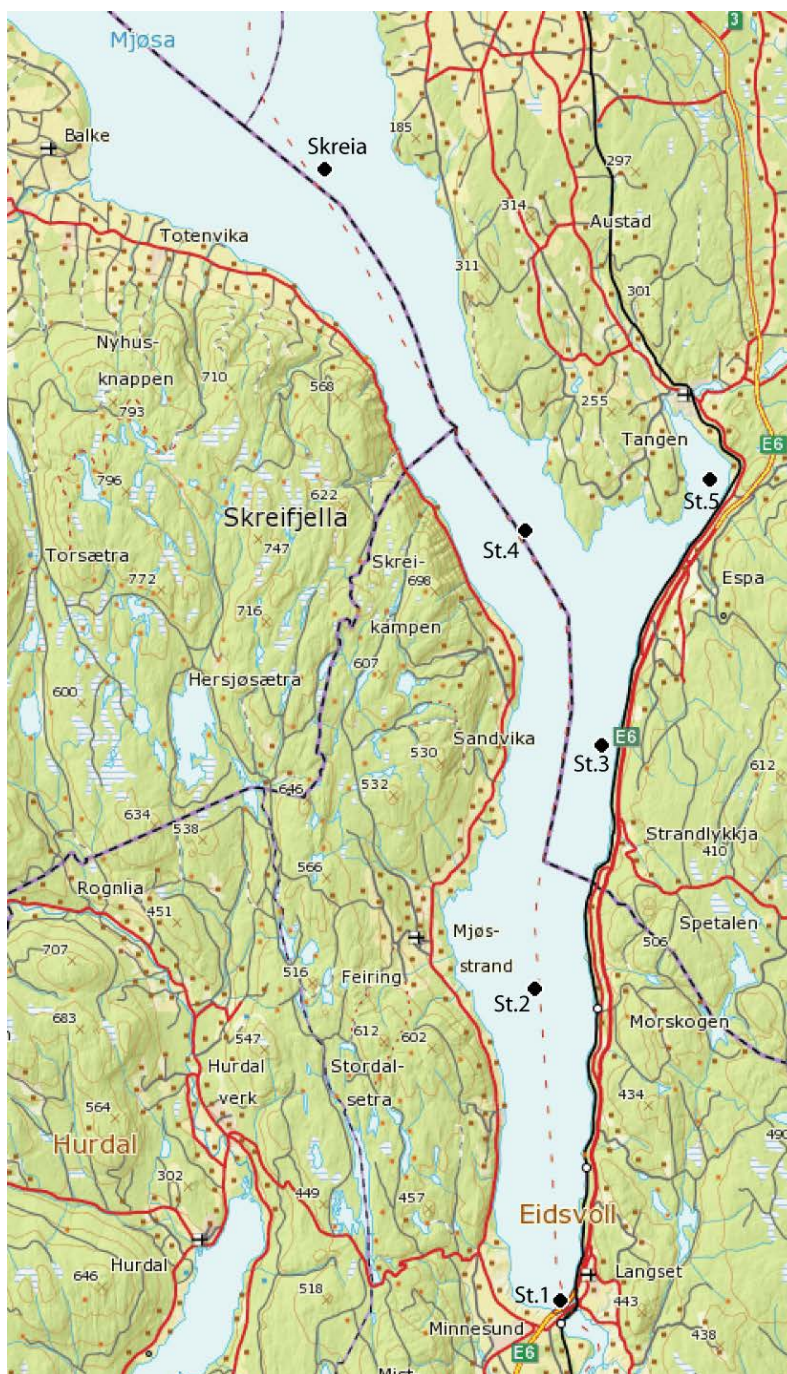 3
Mjøsa
185
Balke
Skreia
297
314
Austad
Totenvika
311
301
Nyhus-
knappen
710
568
793
255
Tangen
E6
796
622
St.5
Skreifjella
St.4
747
Torsætra
Skrei-
698
772
Espa
716
kampen
607
Hersjøsætra
600
Sandvika
E6
530
St.3
612
646
532
634
538
Strandlykkja
410
566
Rognlia
451
Spetalen
Mjøs-
strand
506
707
516
Feiring
St.2
683
Morskogen
547
612
602
Hurdal
verk
Stordal-
setra
434
564
490
Hurdal
302
449
457
Eidsvoll
Hurdal
Langset
646
518
St.1
443
Minnesund
438
E6